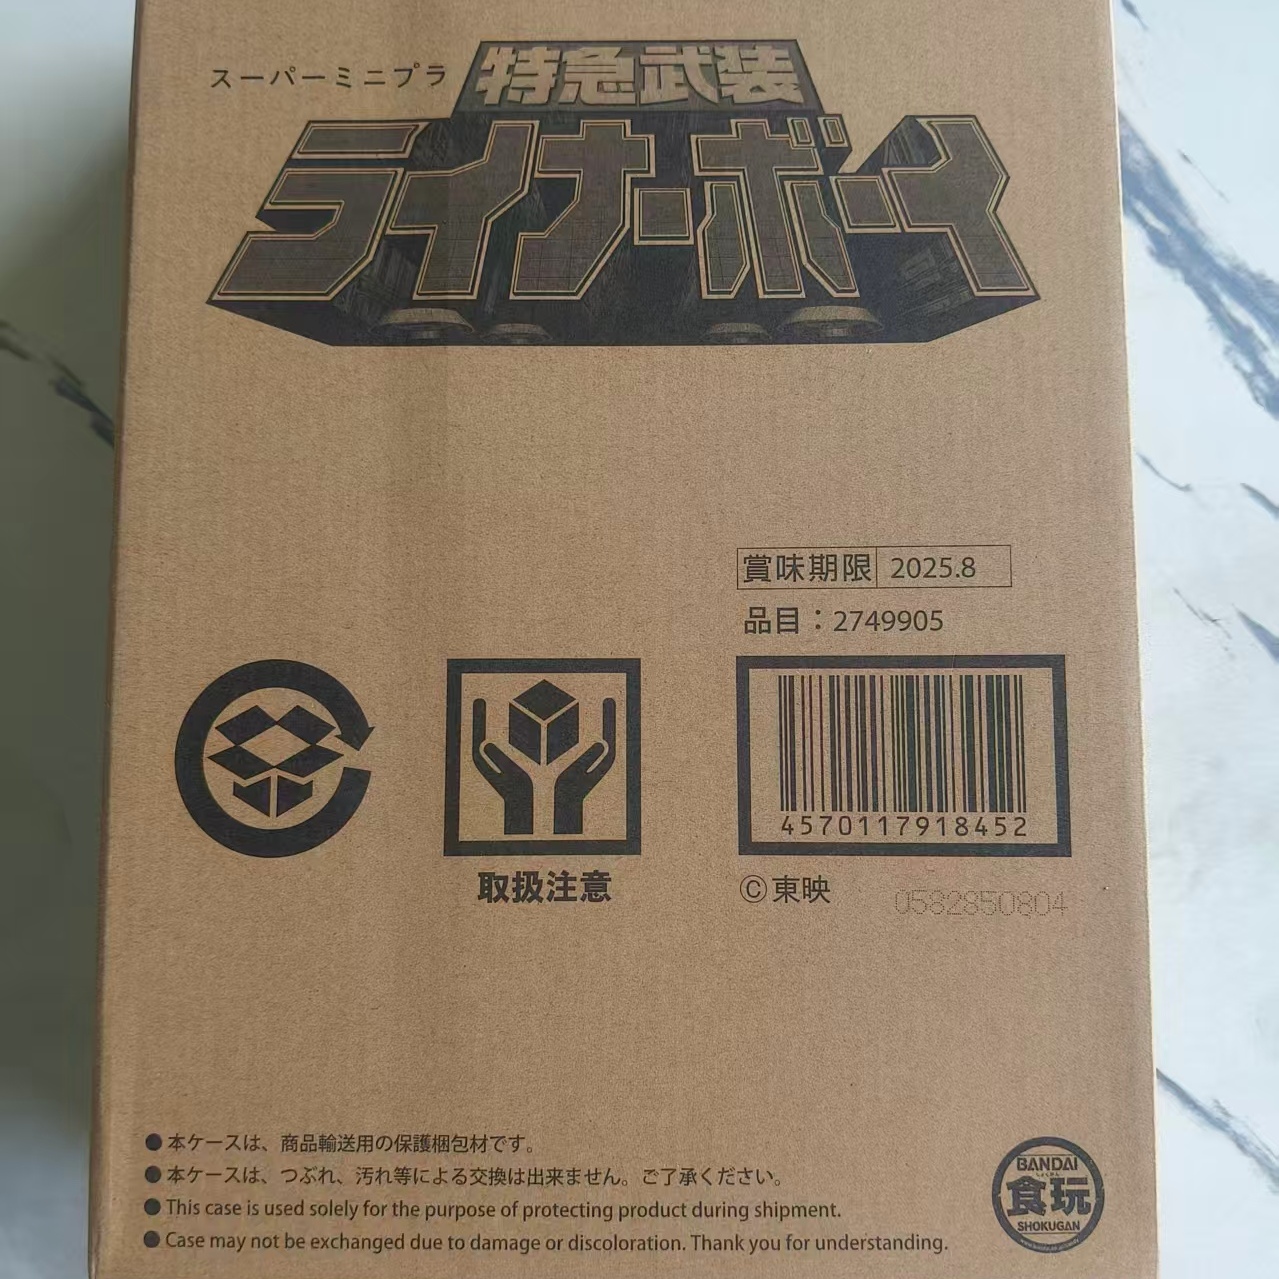 スーパーミニプラ
特急武装
ライナーボーイ
賞味期限 2025.8
品目：2749905
4570117918452
取扱注意
©東映
0582850804
●本ケースは、商品輸送用の保護梱包材です。
●本ケースは、つぶれ、汚れ等による交換は出来ません。ご了承ください。
●This case is used solely for the purpose of protecting product during shipment.
●Case may not be exchanged due to damage or discoloration. Thank you for understanding.
BANDAI
しょくがん
食玩
SHOKUGAN